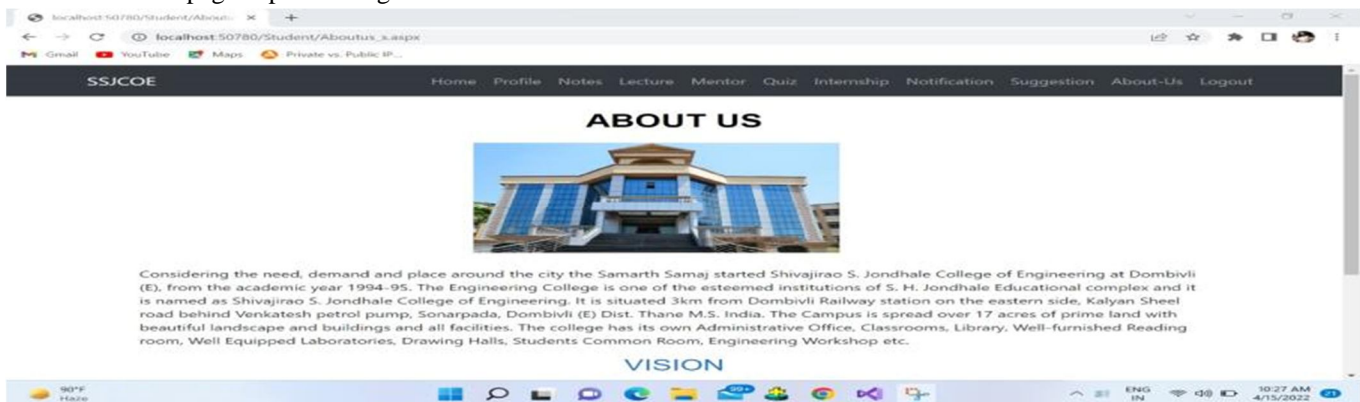 localhost:50780/Student/Aboutu
localhost:50780/Student/Aboutus_s.aspx
Gmail YouTube Maps Private vs. Public IP...
SSJCOE Home Profile Notes Lecture Mentor Quiz Internship Notification Suggestion About-Us Logout
ABOUT US
Considering the need, demand and place around the city the Samarth Samaj started Shivajirao S. Jondhale College of Engineering at Dombivli
(E), from the academic year 1994-95. The Engineering College is one of the esteemed institutions of S. H. Jondhale Educational complex and it
is named as Shivajirao S. Jondhale College of Engineering. It is situated 3km from Dombivli Railway station on the eastern side, Kalyan Sheel
road behind Venkatesh petrol pump, Sonarpada, Dombivli (E) Dist. Thane M.S. India. The Campus is spread over 17 acres of prime land with
beautiful landscape and buildings and all facilities. The college has its own Administrative Office, Classrooms, Library, Well-furnished Reading
room, Well Equipped Laboratories, Drawing Halls, Students Common Room, Engineering Workshop etc.
VISION
90°F
Haze
99+
ENG
IN
10:27 AM
4/15/2022